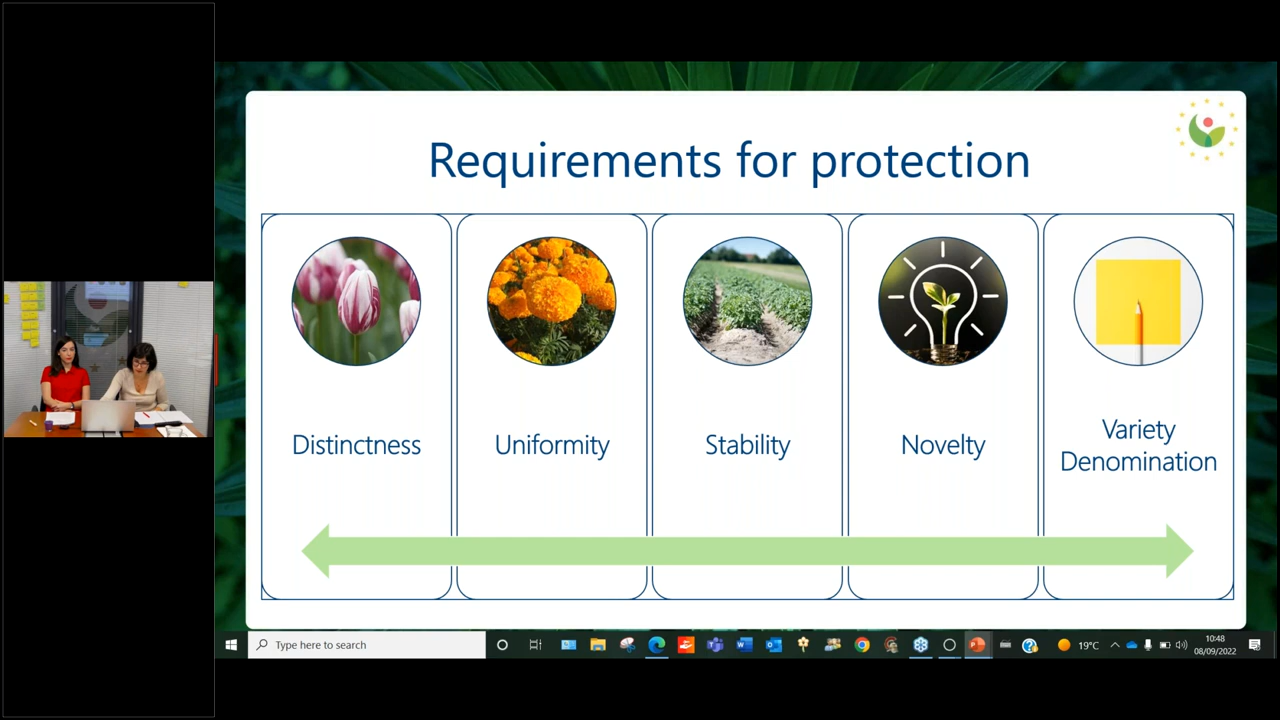 Requirements for protection
Distinctness
Uniformity
Stability
Novelty
Variety
Denomination
Type here to search
19°C
10:48
08/09/2022